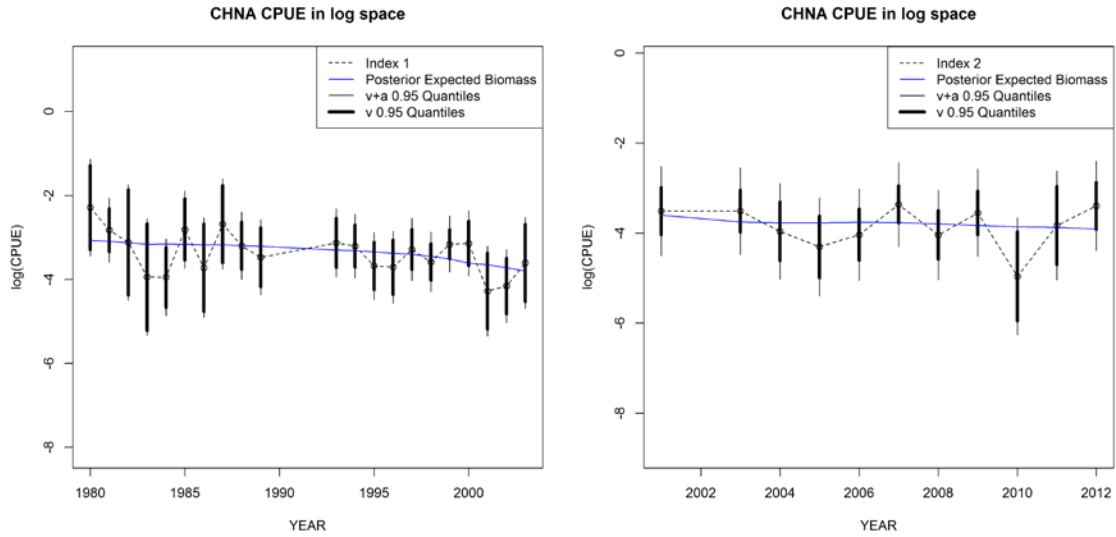 CHNA CPUE in log space
Index 1
Posterior Expected Biomass
v+a 0.95 Quantiles
v 0.95 Quantiles
log(CPUE)
0
-2
-4
-6
-8
1980
1985
1990
1995
2000
YEAR
CHNA CPUE in log space
Index 2
Posterior Expected Biomass
v+a 0.95 Quantiles
v 0.95 Quantiles
log(CPUE)
0
-2
-4
-6
-8
2002
2004
2006
2008
2010
2012
YEAR